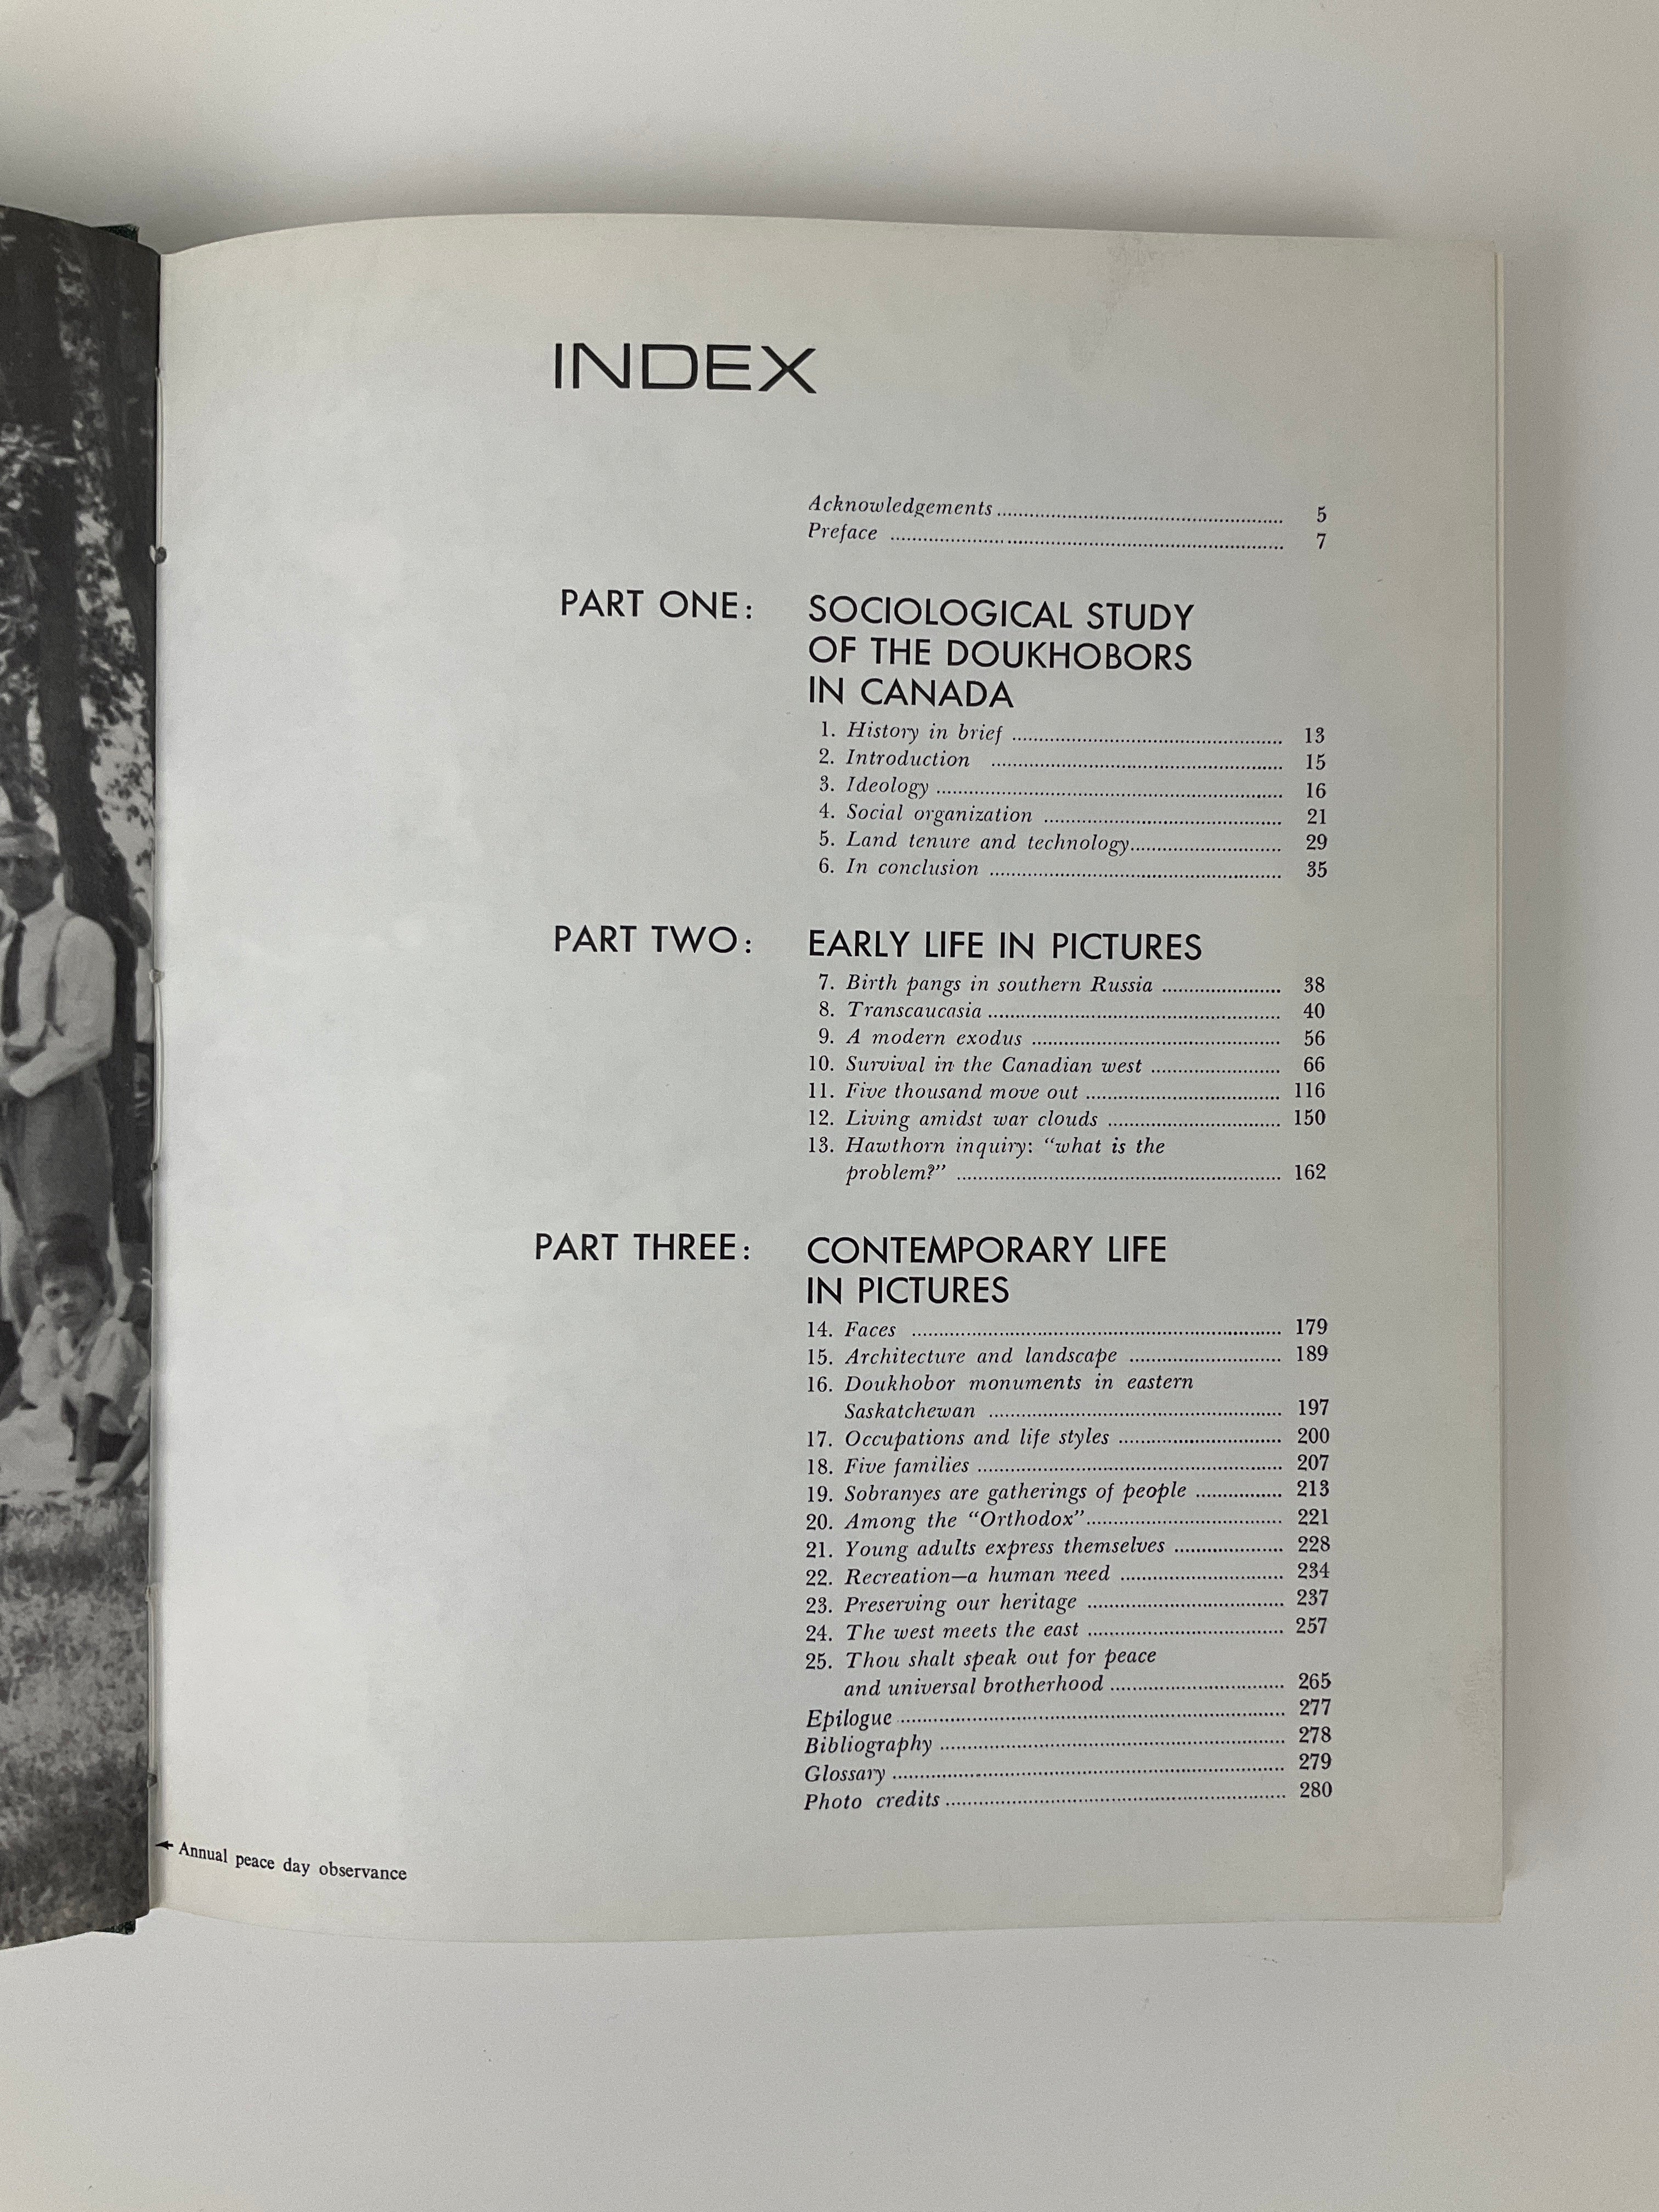 INDEX
Acknowledgements ........ 5
Preface ........ 7
PART ONE: SOCIOLOGICAL STUDY
OF THE DOUKHOBORS
IN CANADA
1. History in brief ........ 13
2. Introduction ........ 15
3. Ideology ........ 16
4. Social organization ........ 21
5. Land tenure and technology ........ 29
6. In conclusion ........ 35
PART TWO: EARLY LIFE IN PICTURES
7. Birth pangs in southern Russia ........ 38
8. Transcaucasia ........ 40
9. A modern exodus ........ 56
10. Survival in the Canadian west ........ 66
11. Five thousand move out ........ 116
12. Living amidst war clouds ........ 150
13. Hawthorn inquiry: “what is the
problem?” ........ 162
PART THREE: CONTEMPORARY LIFE
IN PICTURES
14. Faces ........ 179
15. Architecture and landscape ........ 189
16. Doukhobor monuments in eastern
Saskatchewan ........ 197
17. Occupations and life styles ........ 200
18. Five families ........ 207
19. Sobranyes are gatherings of people ........ 213
20. Among the “Orthodox” ........ 221
21. Young adults express themselves ........ 228
22. Recreation—a human need ........ 234
23. Preserving our heritage ........ 237
24. The west meets the east ........ 257
25. Thou shalt speak out for peace
and universal brotherhood ........ 265
Epilogue ........ 277
Bibliography ........ 278
Glossary ........ 279
Photo credits ........ 280
← Annual peace day observance